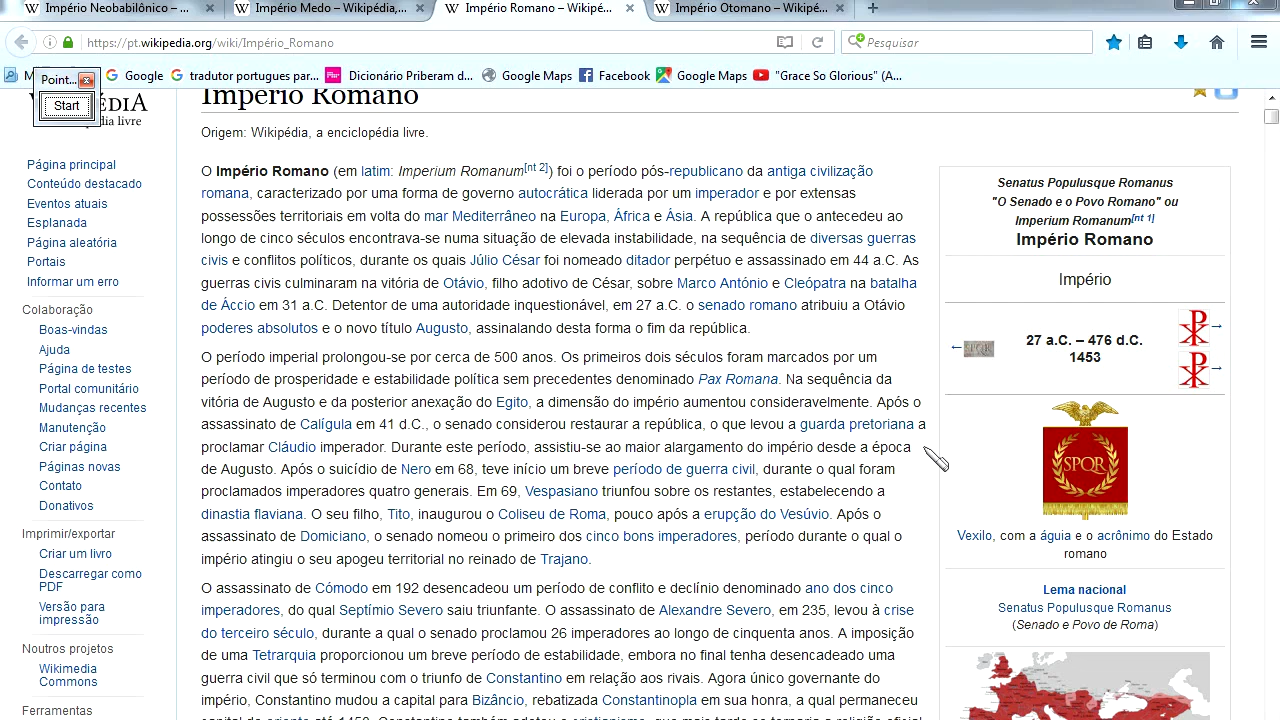 Império Neobabilônico – ...
Império Medo – Wikipédia,...
Império Romano – Wikipé...
Império Otomano – Wikipé...
https://pt.wikipedia.org/wiki/Império_Romano
Pesquisar
M
Google
tradutor portugues par...
Dicionário Priberam d...
Google Maps
Facebook
Google Maps
"Grace So Glorious" (A...
Point...
Start
Império Romano
Origem: Wikipédia, a enciclopédia livre.
Página principal
Conteúdo destacado
Eventos atuais
Esplanada
Página aleatória
Portais
Informar um erro
Colaboração
Boas-vindas
Ajuda
Página de testes
Portal comunitário
Mudanças recentes
Manutenção
Criar página
Páginas novas
Contato
Donativos
Imprimir/exportar
Criar um livro
Descarregar como
PDF
Versão para
impressão
Noutros projetos
Wikimedia
Commons
Ferramentas
O Império Romano (em latim: Imperium Romanum[nt 2]) foi o período pós-republicano da antiga civilização
romana, caracterizado por uma forma de governo autocrática liderada por um imperador e por extensas
possessões territoriais em volta do mar Mediterrâneo na Europa, África e Ásia. A república que o antecedeu ao
longo de cinco séculos encontrava-se numa situação de elevada instabilidade, na sequência de diversas guerras
civis e conflitos políticos, durante os quais Júlio César foi nomeado ditador perpétuo e assassinado em 44 a.C. As
guerras civis culminaram na vitória de Otávio, filho adotivo de César, sobre Marco António e Cleópatra na batalha
de Áccio em 31 a.C. Detentor de uma autoridade inquestionável, em 27 a.C. o senado romano atribuiu a Otávio
poderes absolutos e o novo título Augusto, assinalando desta forma o fim da república.
O período imperial prolongou-se por cerca de 500 anos. Os primeiros dois séculos foram marcados por um
período de prosperidade e estabilidade política sem precedentes denominado Pax Romana. Na sequência da
vitória de Augusto e da posterior anexação do Egito, a dimensão do império aumentou consideravelmente. Após o
assassinato de Calígula em 41 d.C., o senado considerou restaurar a república, o que levou a guarda pretoriana a
proclamar Cláudio imperador. Durante este período, assistiu-se ao maior alargamento do império desde a época
de Augusto. Após o suicídio de Nero em 68, teve início um breve período de guerra civil, durante o qual foram
proclamados imperadores quatro generais. Em 69, Vespasiano triunfou sobre os restantes, estabelecendo a
dinastia flaviana. O seu filho, Tito, inaugurou o Coliseu de Roma, pouco após a erupção do Vesúvio. Após o
assassinato de Domiciano, o senado nomeou o primeiro dos cinco bons imperadores, período durante o qual o
império atingiu o seu apogeu territorial no reinado de Trajano.
O assassinato de Cómodo em 192 desencadeou um período de conflito e declínio denominado ano dos cinco
imperadores, do qual Septímio Severo saiu triunfante. O assassinato de Alexandre Severo, em 235, levou à crise
do terceiro século, durante a qual o senado proclamou 26 imperadores ao longo de cinquenta anos. A imposição
de uma Tetrarquia proporcionou um breve período de estabilidade, embora no final tenha desencadeado uma
guerra civil que culminou com o triunfo de Constantino em relação aos rivais. Agora único governante do
império, Constantino mudou a capital para Bizâncio, rebatizada Constantinopla em sua honra, a qual permaneceu
Senatus Populusque Romanus
"O Senado e o Povo Romano" ou
Imperium Romanum[nt 1]
Império Romano
Império
← SPQR
27 a.C. – 476 d.C.
1453
→
→
SPQR
Vexilo, com a águia e o acrônimo do Estado
romano
Lema nacional
Senatus Populusque Romanus
(Senado e Povo de Roma)